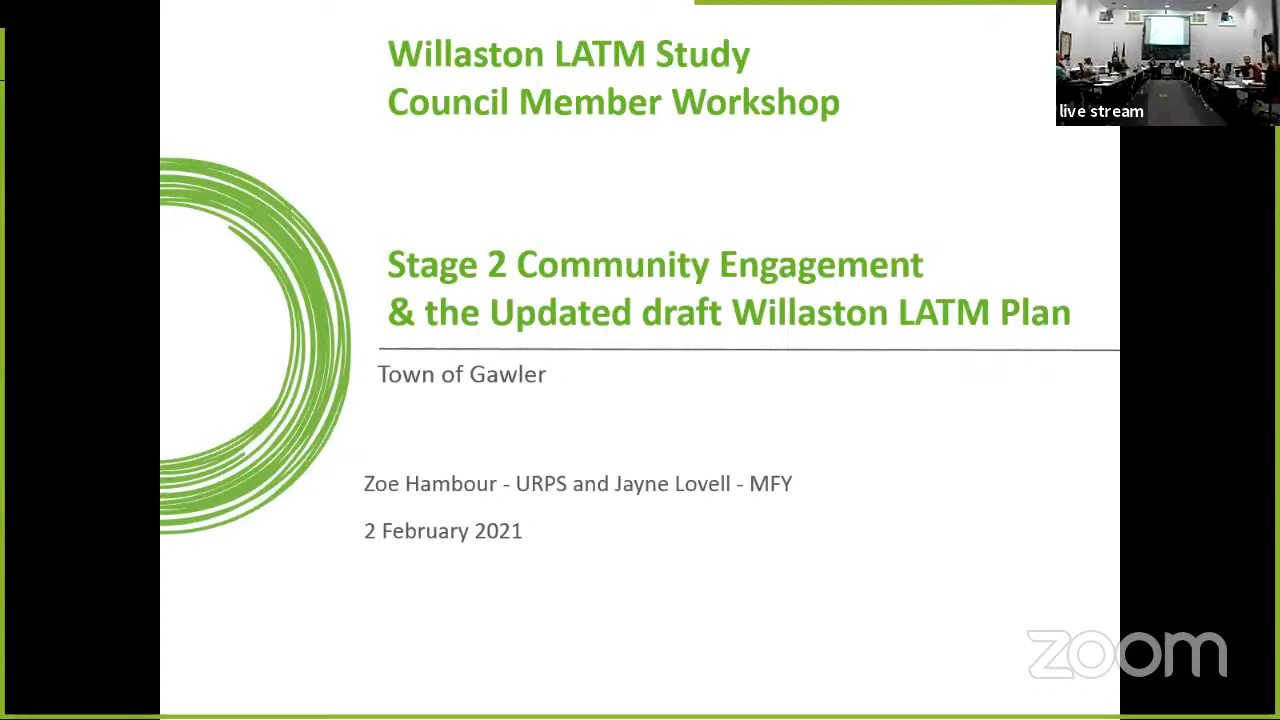 Willaston LATM Study
Council Member Workshop
live stream
Stage 2 Community Engagement
& the Updated draft Willaston LATM Plan
Town of Gawler
Zoe Hambour - URPS and Jayne Lovell - MFY
2 February 2021
zoom